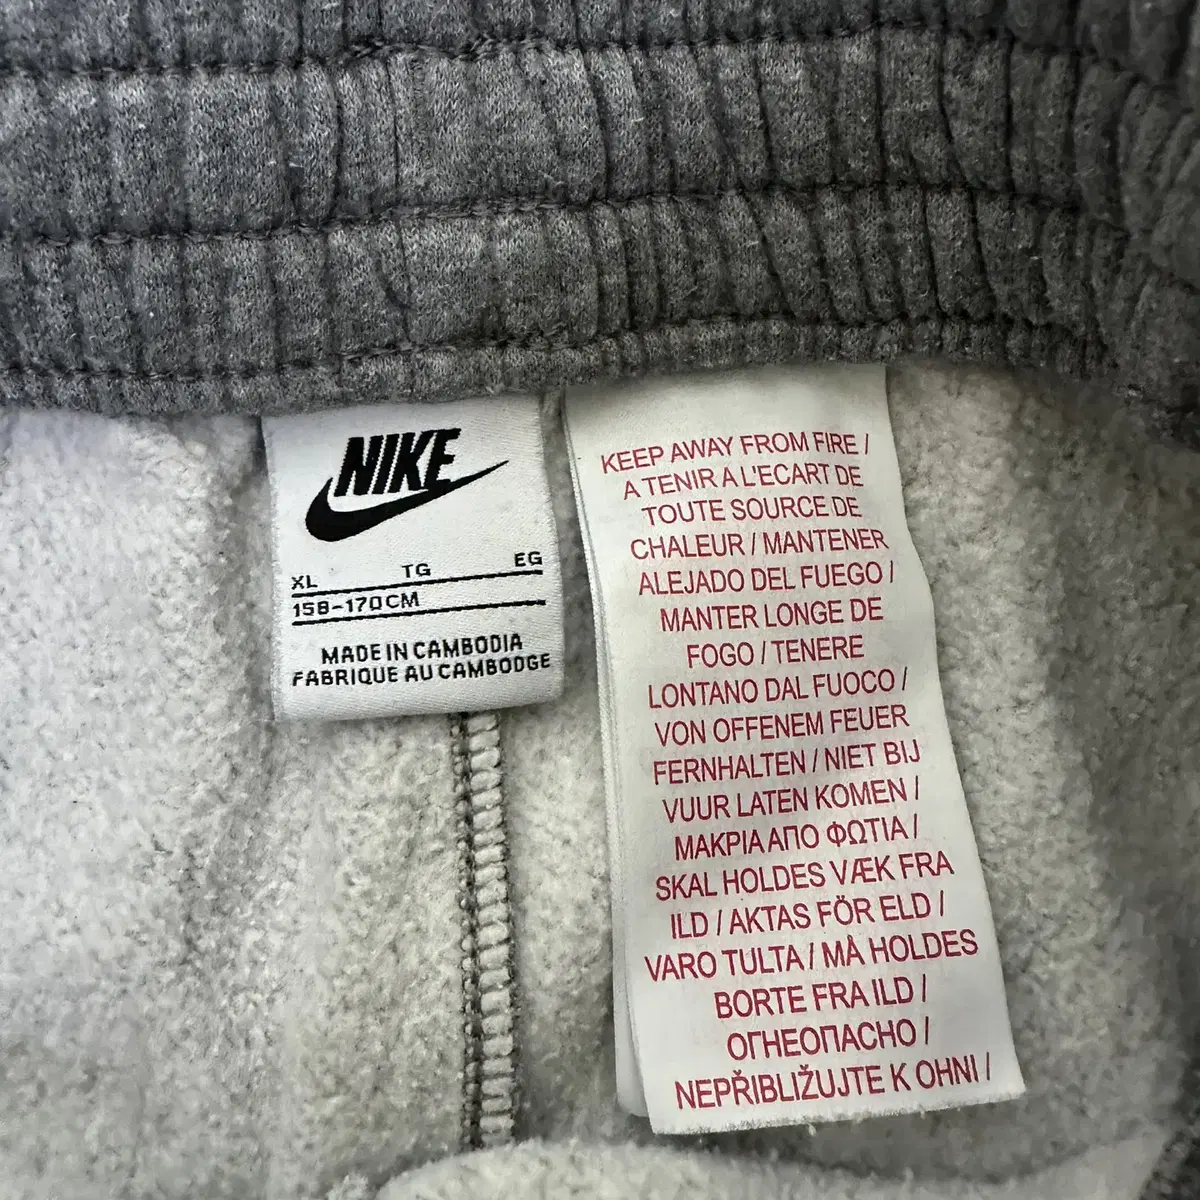 NIKE
XL TG EG
158-170CM
MADE IN CAMBODIA
FABRIQUE AU CAMBODGE
KEEP AWAY FROM FIRE /
A TENIR A L'ECART DE
TOUTE SOURCE DE
CHALEUR / MANTENER
ALEJADO DEL FUEGO /
MANTER LONGE DE
FOGO / TENERE
LONTANO DAL FUOCO /
VON OFFENEM FEUER
FERNHALTEN / NIET BIJ
VUUR LATEN KOMEN /
ΜΑΚΡΙΑ ΑΠΟ ΦΩΤΙΑ /
SKAL HOLDES VÆK FRA
ILD / AKTAS FÖR ELD /
VARO TULTA / MÅ HOLDES
BORTE FRA ILD /
ОГНЕОПАСНО /
NEPŘIBLIŽUJTE K OHNI /